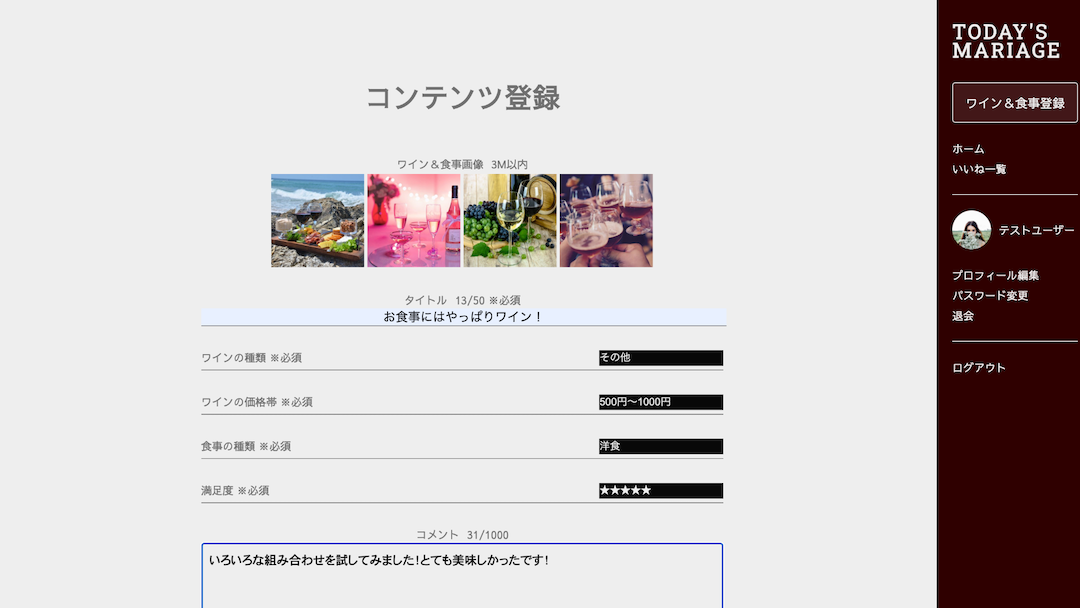 コンテンツ登録
ワイン＆食事画像 3M以内
タイトル 13/50 ※必須
お食事にはやっぱりワイン！
ワインの種類 ※必須 その他
ワインの価格帯 ※必須 500円〜1000円
食事の種類 ※必須 洋食
満足度 ※必須 ★★★★★
コメント 31/1000
いろいろな組み合わせを試してみました！とても美味しかったです！
TODAY'S
MARIAGE
ワイン＆食事登録
ホーム
いいね一覧
テストユーザー
プロフィール編集
パスワード変更
退会
ログアウト